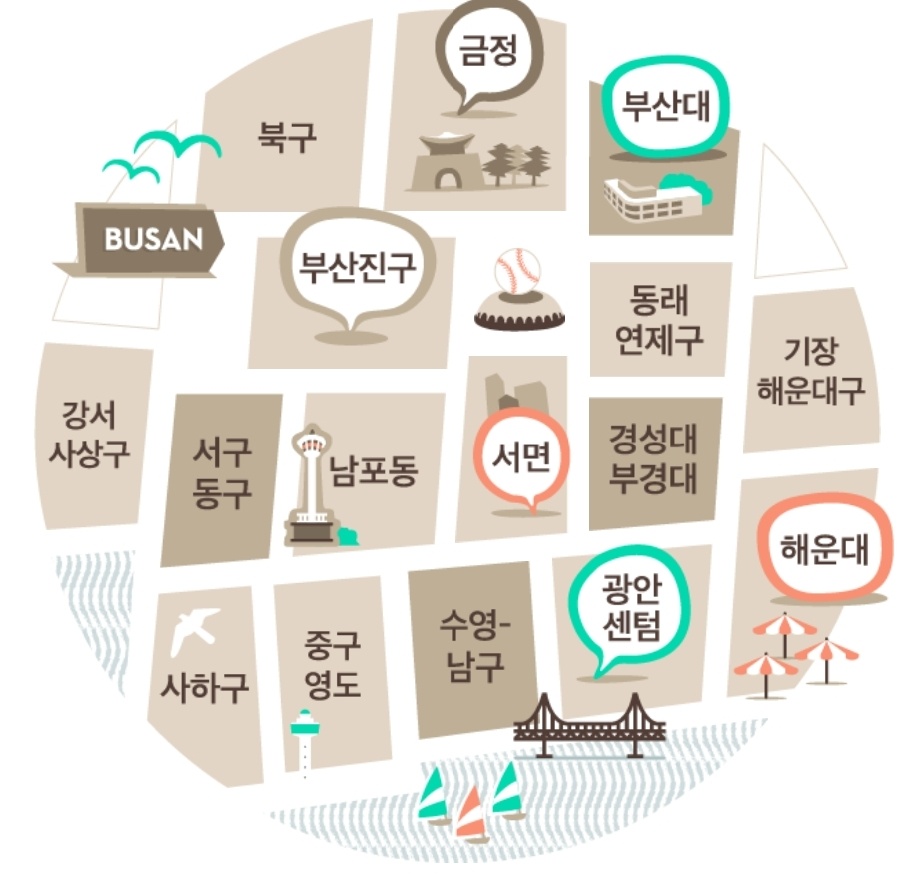 금정
부산대
북구
BUSAN
부산진구
동래
연제구
기장
해운대구
강서
사상구
서구
동구
남포동
서면
경성대
부경대
해운대
사하구
중구
영도
수영-
남구
광안
센텀